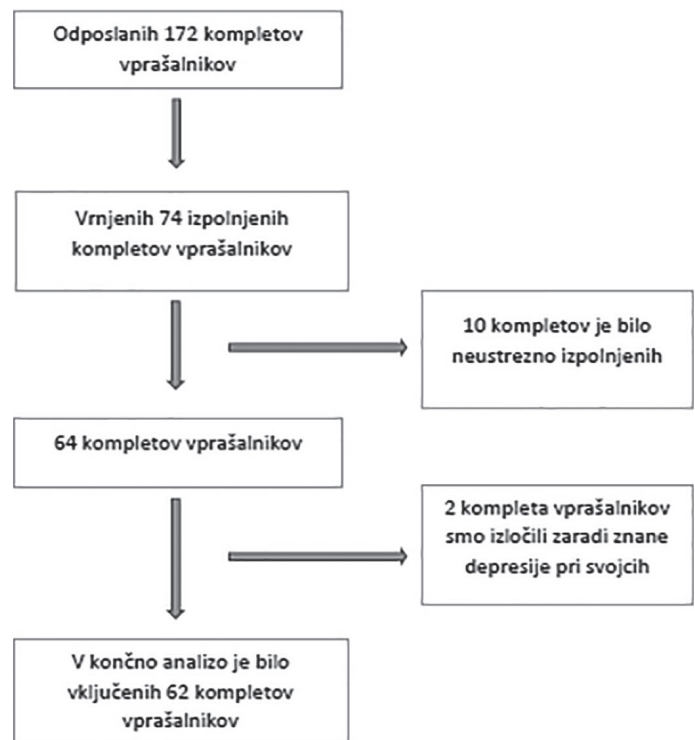 Odposlanih 172 kompletov
vprašalnikov
Vrnjenih 74 izpolnjenih
kompletov vprašalnikov
10 kompletov je bilo
neustrezno izpolnjenih
64 kompletov vprašalnikov
2 kompleta vprašalnikov
smo izločili zaradi znane
depresije pri svojcih
V končno analizo je bilo
vključenih 62 kompletov
vprašalnikov